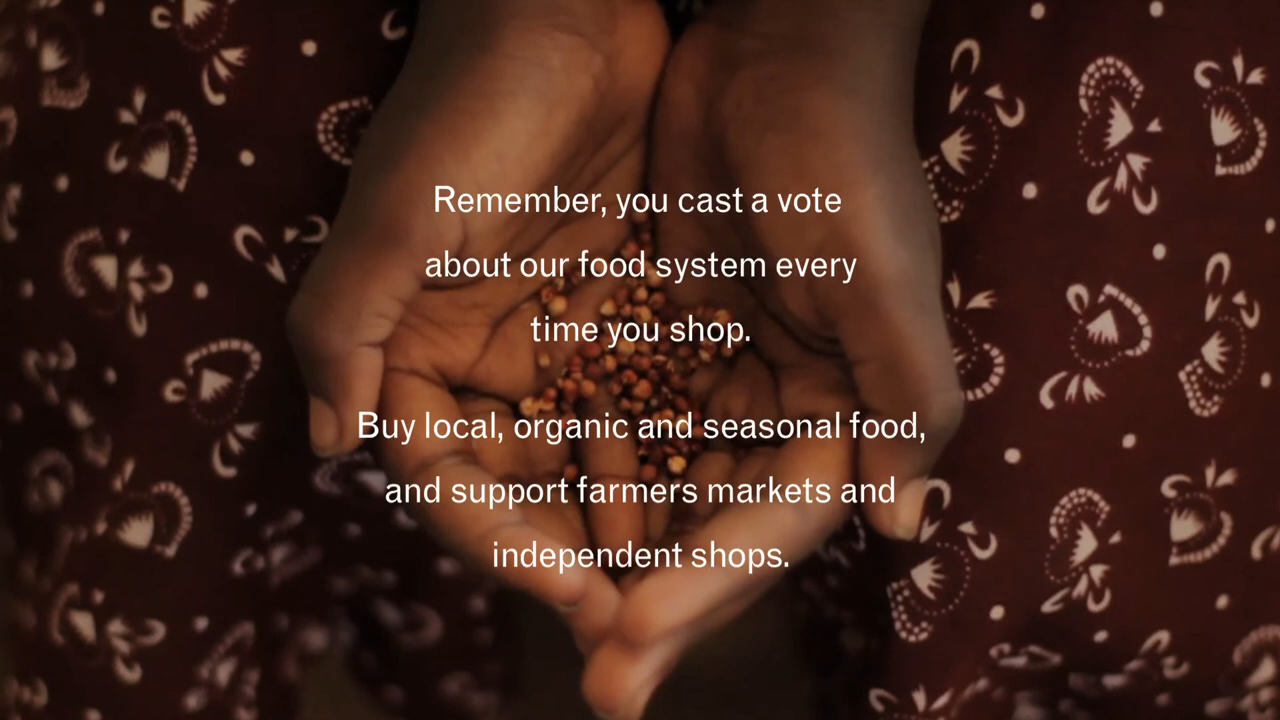 Remember, you cast a vote
about our food system every
time you shop.
Buy local, organic and seasonal food,
and support farmers markets and
independent shops.